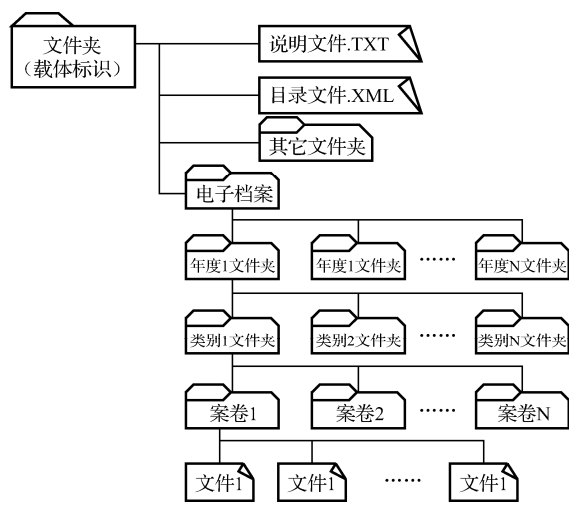 文件夹
（载体标识）
说明文件.TXT
目录文件.XML
其它文件夹
电子档案
年度1文件夹 年度1文件夹 …… 年度N文件夹
类别1文件夹 类别2文件夹 …… 类别N文件夹
案卷1 案卷2 …… 案卷N
文件1 文件1 …… 文件1